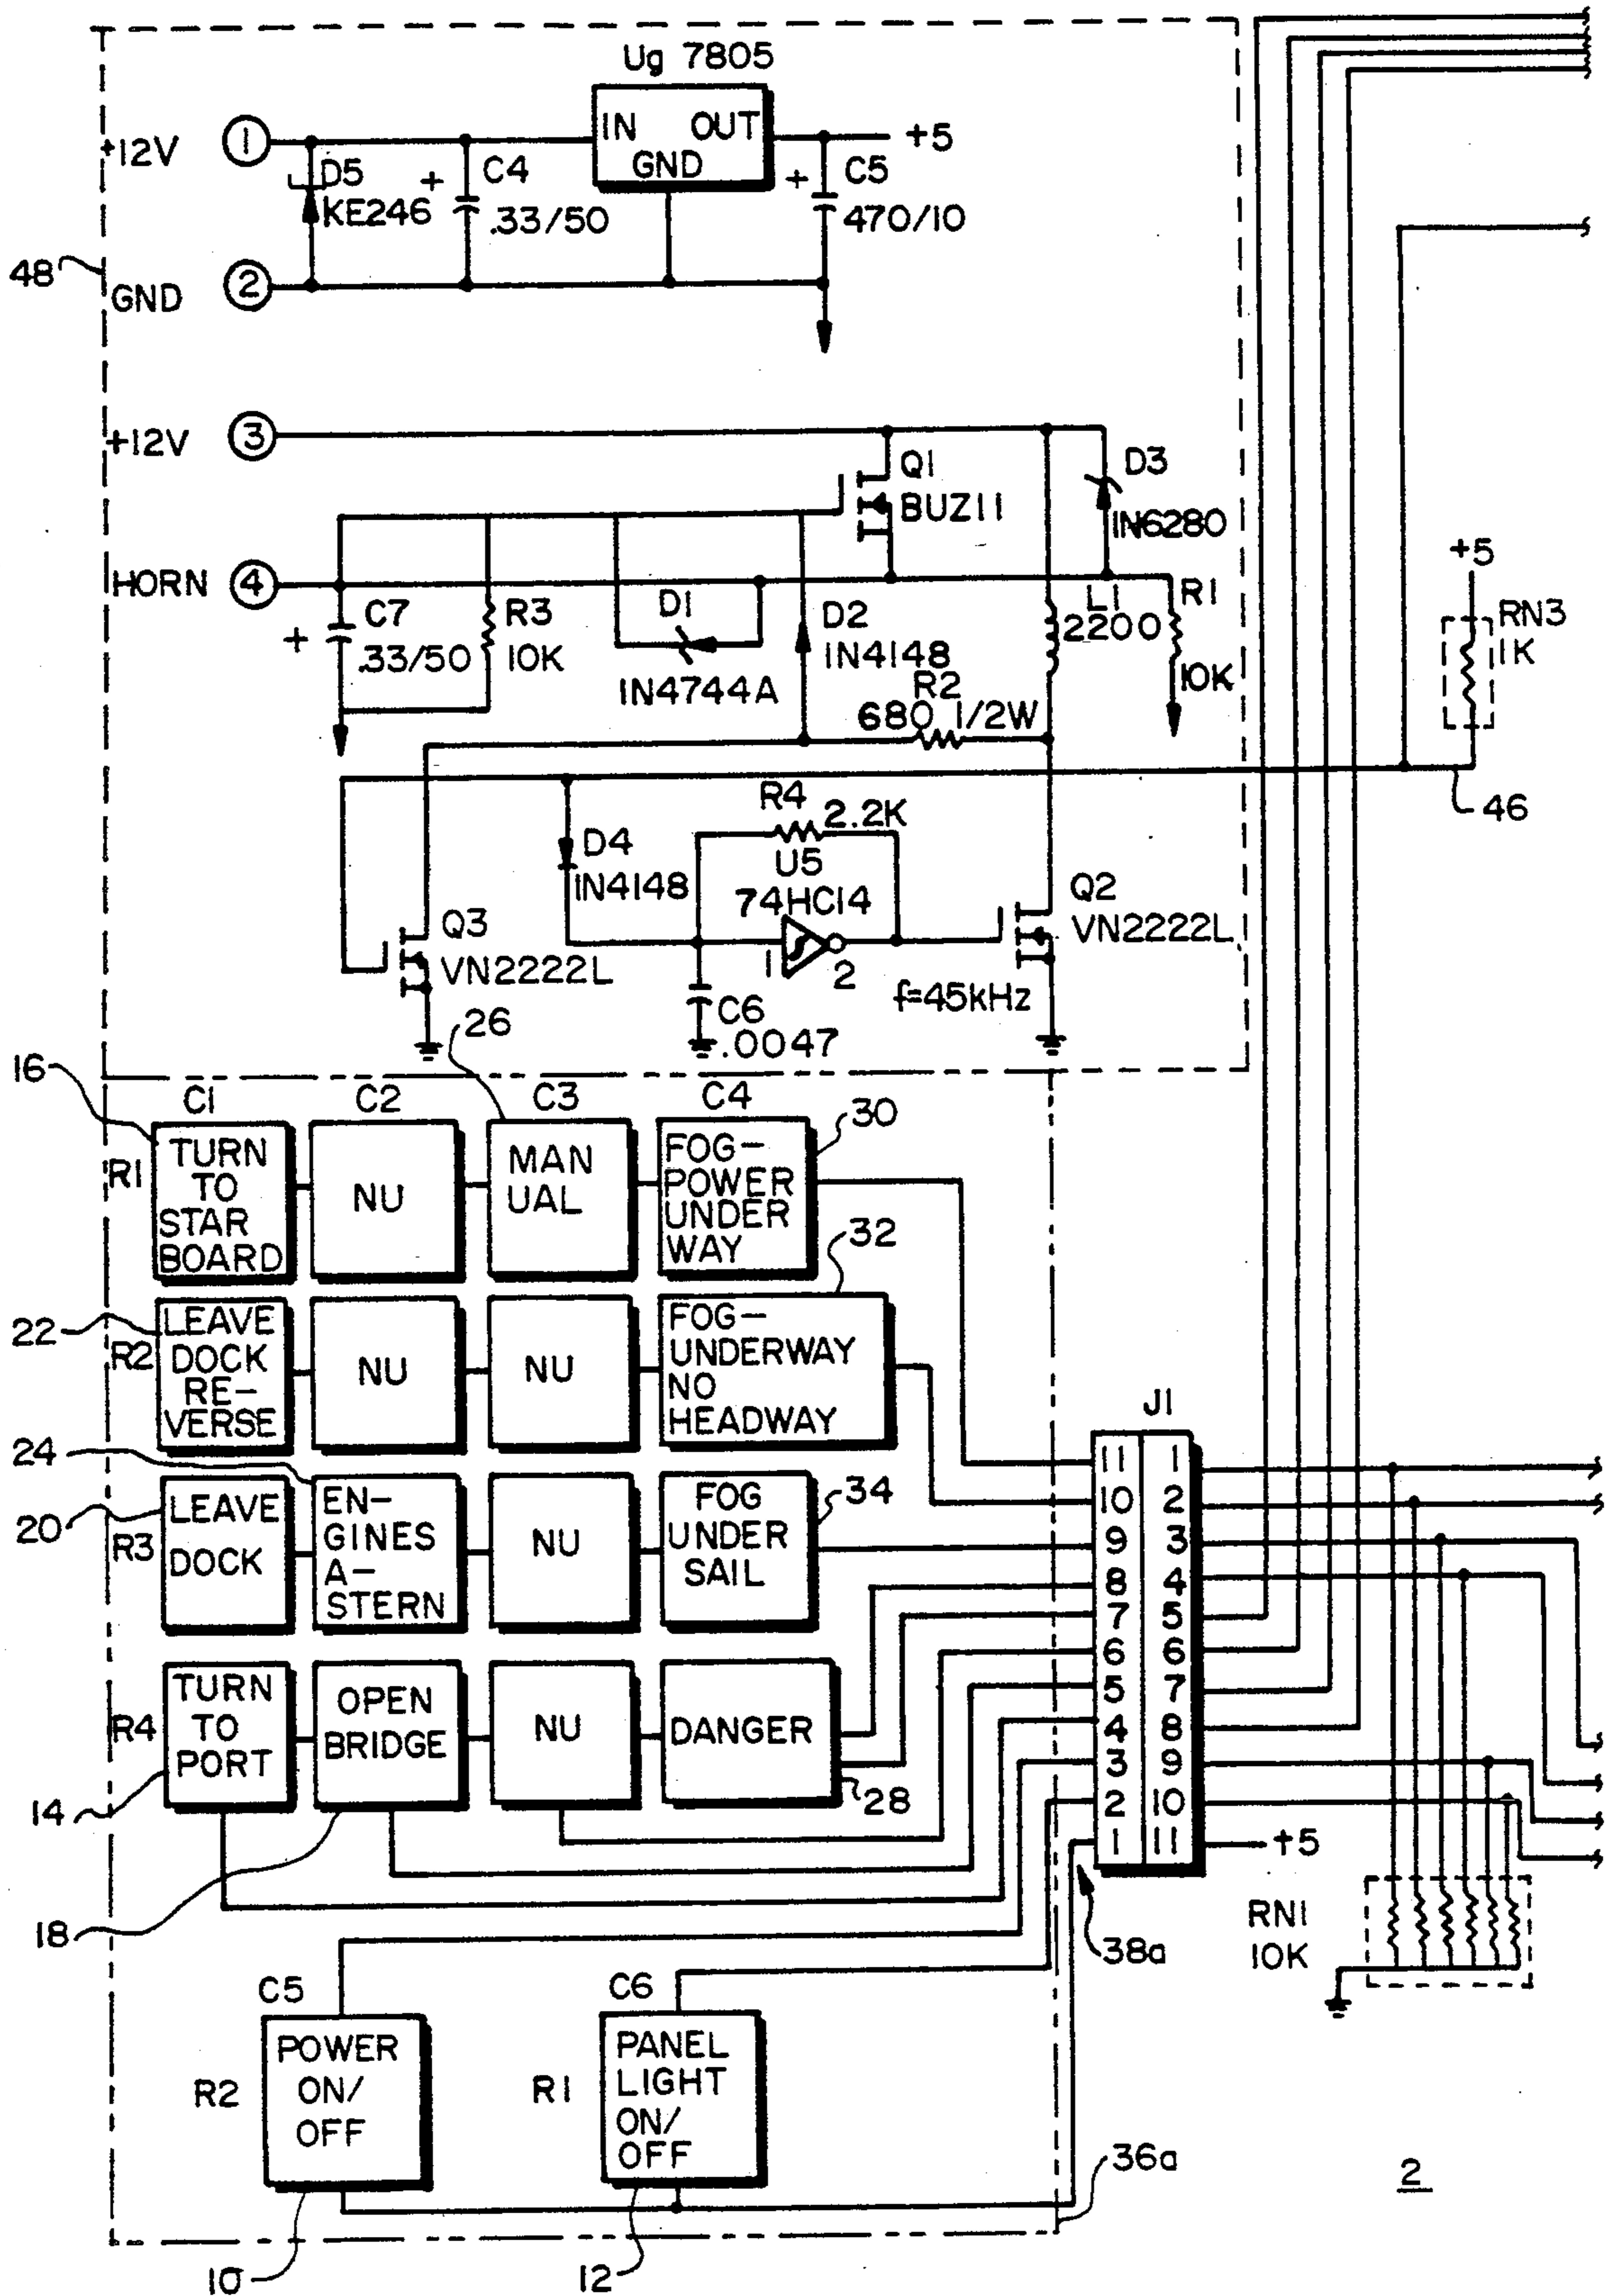 Ug 7805
+12V
1
IN OUT
GND
+5
D5
KE246
+
C4
.33/50
+
C5
470/10
48
GND
2
+12V
3
Q1
BUZ11
D3
IN6280
HORN
4
+
C7
.33/50
R3
10K
D1
IN4744A
D2
IN4148
L1
2200
R1
10K
+5
RN3
1K
R2
680 1/2W
46
R4
2.2K
D4
IN4148
U5
74HC14
1
2
Q3
VN2222L
Q2
VN2222L
f=45kHz
C6
.0047
26
16
C1
C2
C3
C4
30
R1
TURN
TO
STAR
BOARD
NU
MAN
UAL
FOG-
POWER
UNDER
WAY
32
22
R2
LEAVE
DOCK
RE-
VERSE
NU
NU
FOG-
UNDERWAY
NO
HEADWAY
24
20
R3
LEAVE
DOCK
EN-
GINES
A-
STERN
NU
FOG
UNDER
SAIL
34
J1
11 1
10 2
9 3
8 4
7 5
6 6
5 7
4 8
3 9
2 10
1 11
+5
R4
TURN
TO
PORT
OPEN
BRIDGE
NU
DANGER
28
14
18
38a
RN1
10K
C5
C6
R2
POWER
ON/
OFF
R1
PANEL
LIGHT
ON/
OFF
36a
2
10
12